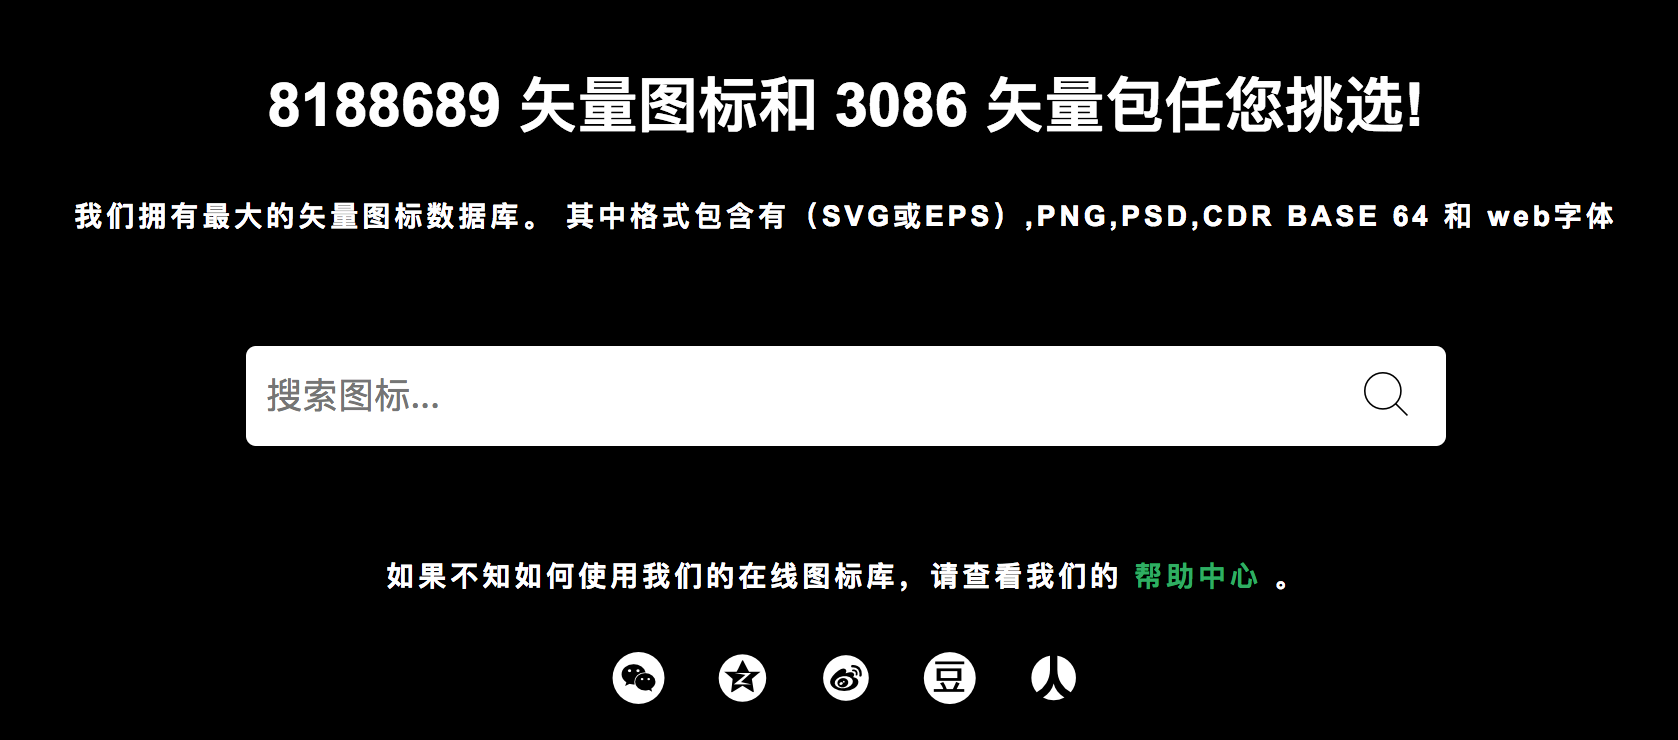 8188689 矢量图标和 3086 矢量包任您挑选!
我们拥有最大的矢量图标数据库。 其中格式包含有（SVG或EPS）,PNG,PSD,CDR BASE 64 和 web字体
搜索图标...
如果不知如何使用我们的在线图标库，请查看我们的 帮助中心 。
豆